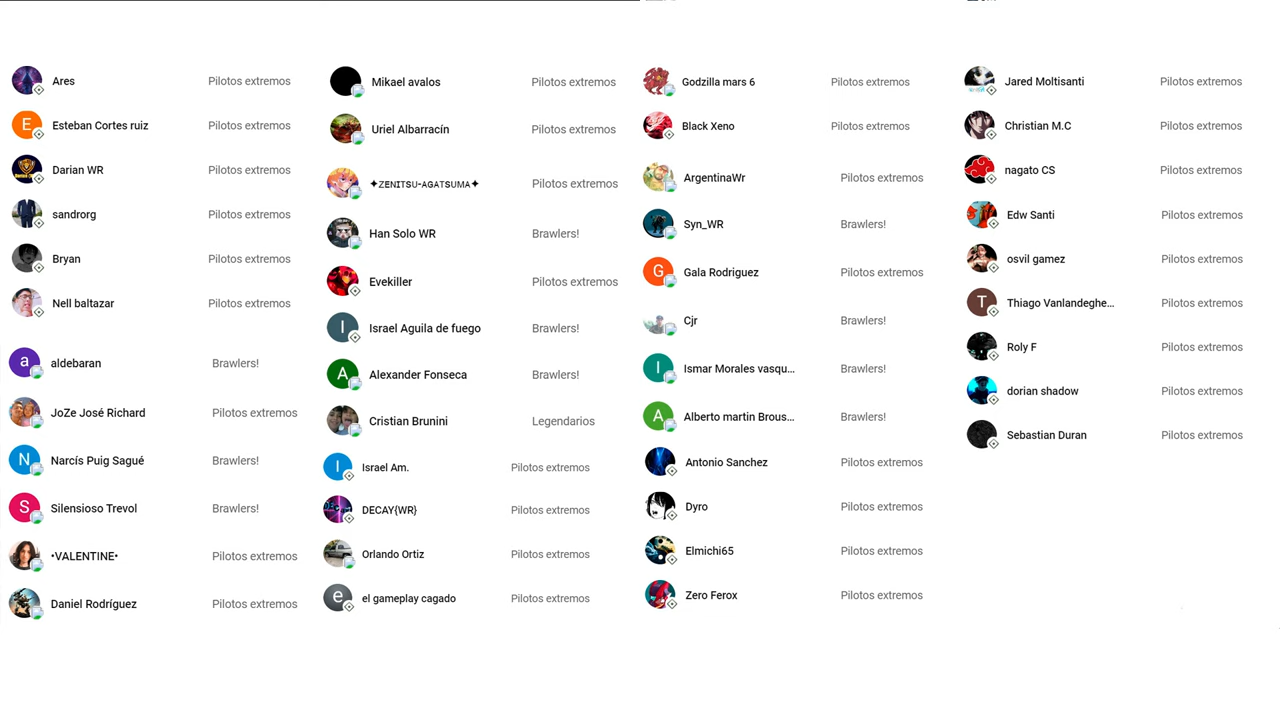 Ares Pilotos extremos
E Esteban Cortes ruiz Pilotos extremos
Darian WR Pilotos extremos
sandrorg Pilotos extremos
Bryan Pilotos extremos
Nell baltazar Pilotos extremos
a aldebaran Brawlers!
JoZe José Richard Pilotos extremos
N Narcís Puig Sagué Brawlers!
S Silensioso Trevol Brawlers!
•VALENTINE• Pilotos extremos
Daniel Rodríguez Pilotos extremos
Mikael avalos Pilotos extremos
Uriel Albarracín Pilotos extremos
✦ᴢᴇɴɪᴛsᴜ-ᴀɢᴀᴛsᴜᴍᴀ✦ Pilotos extremos
Han Solo WR Brawlers!
Evekiller Pilotos extremos
I Israel Aguila de fuego Brawlers!
A Alexander Fonseca Brawlers!
Cristian Brunini Legendarios
I Israel Am. Pilotos extremos
DECAY{WR} Pilotos extremos
Orlando Ortiz Pilotos extremos
e el gameplay cagado Pilotos extremos
Godzilla mars 6 Pilotos extremos
Black Xeno Pilotos extremos
ArgentinaWr Pilotos extremos
Syn_WR Brawlers!
G Gala Rodriguez Pilotos extremos
Cjr Brawlers!
I Ismar Morales vasqu... Brawlers!
A Alberto martin Brous... Brawlers!
Antonio Sanchez Pilotos extremos
Dyro Pilotos extremos
Elmichi65 Pilotos extremos
Zero Ferox Pilotos extremos
Jared Moltisanti Pilotos extremos
Christian M.C Pilotos extremos
nagato CS Pilotos extremos
Edw Santi Pilotos extremos
osvil gamez Pilotos extremos
T Thiago Vanlandeghe... Pilotos extremos
Roly F Pilotos extremos
dorian shadow Pilotos extremos
Sebastian Duran Pilotos extremos